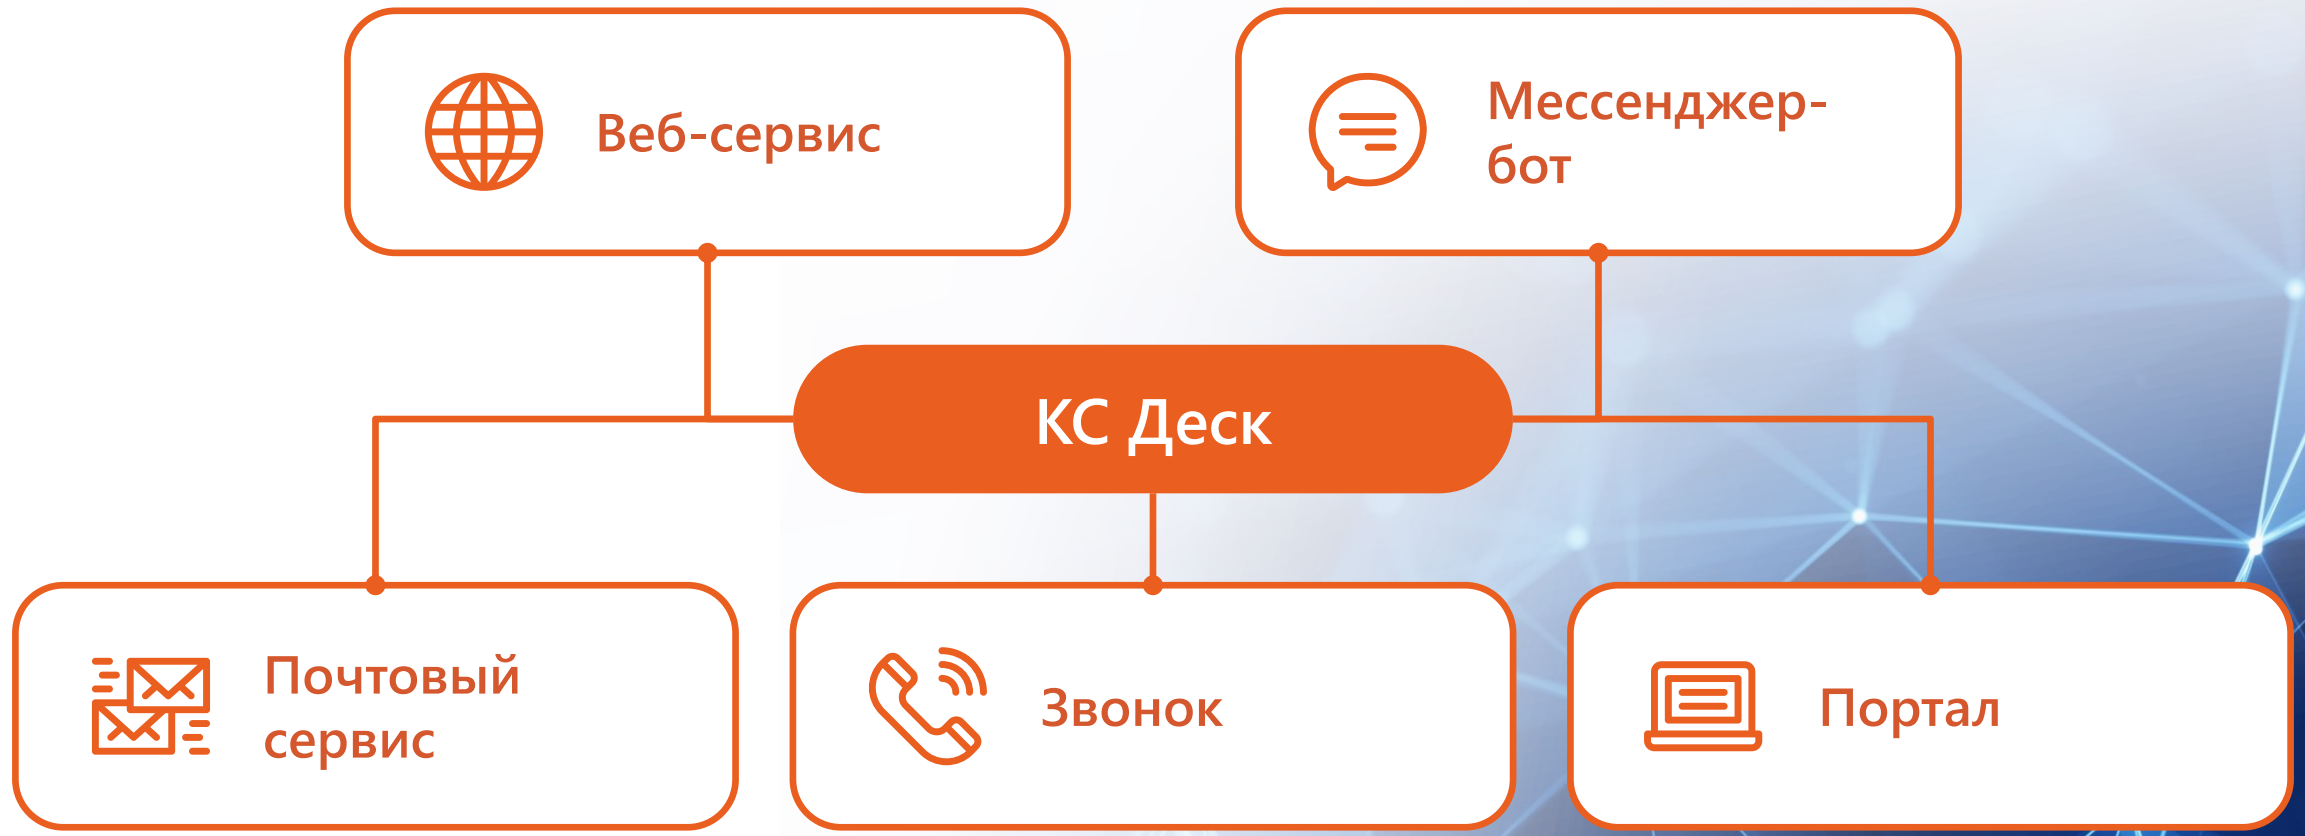 Веб-сервис
Мессенджер-
бот
КС Деск
Почтовый
сервис
Звонок
Портал